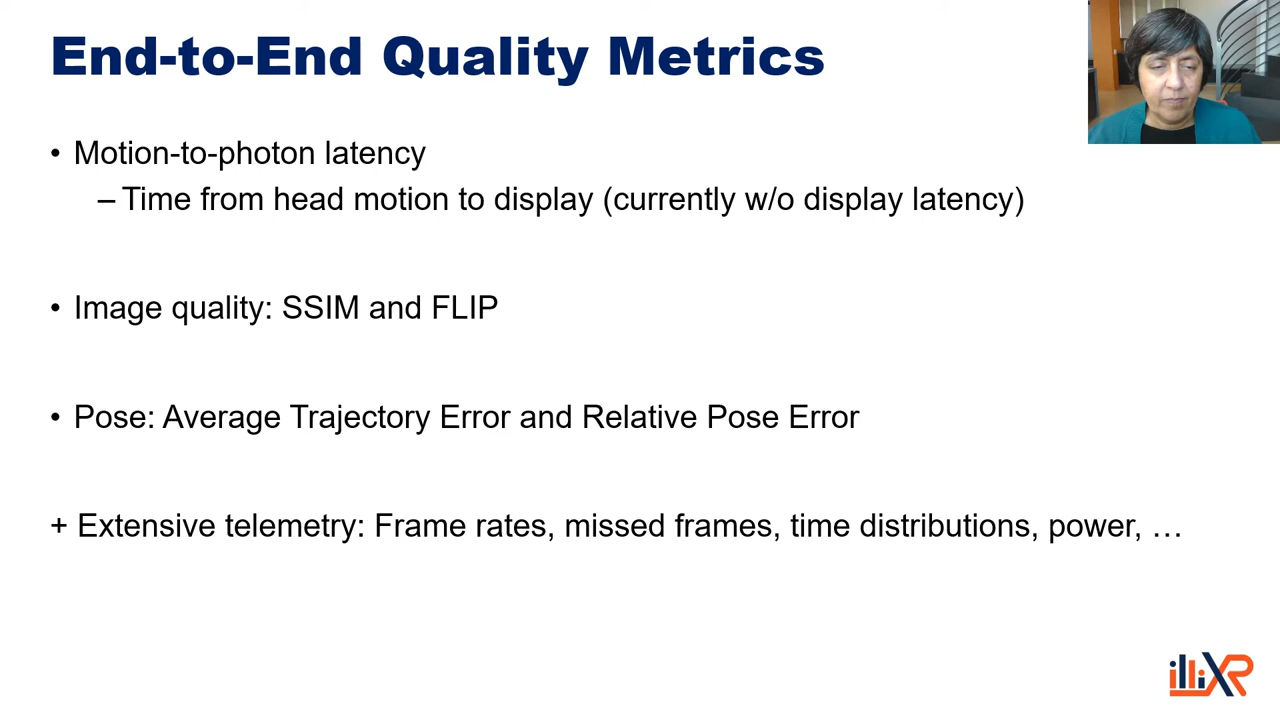 End-to-End Quality Metrics
• Motion-to-photon latency
– Time from head motion to display (currently w/o display latency)
• Image quality: SSIM and FLIP
• Pose: Average Trajectory Error and Relative Pose Error
+ Extensive telemetry: Frame rates, missed frames, time distributions, power, …
illiXR